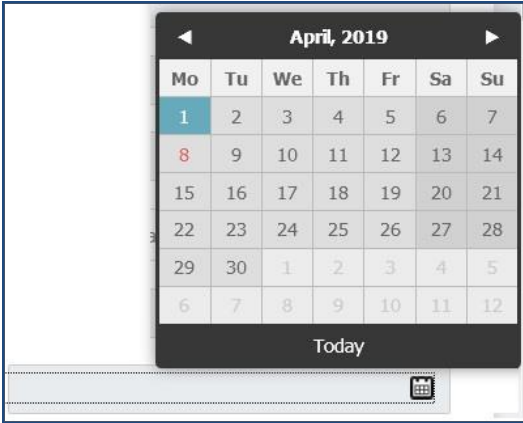 April, 2019
Mo Tu We Th Fr Sa Su
1 2 3 4 5 6 7
8 9 10 11 12 13 14
15 16 17 18 19 20 21
22 23 24 25 26 27 28
29 30 1 2 3 4 5
6 7 8 9 10 11 12
Today